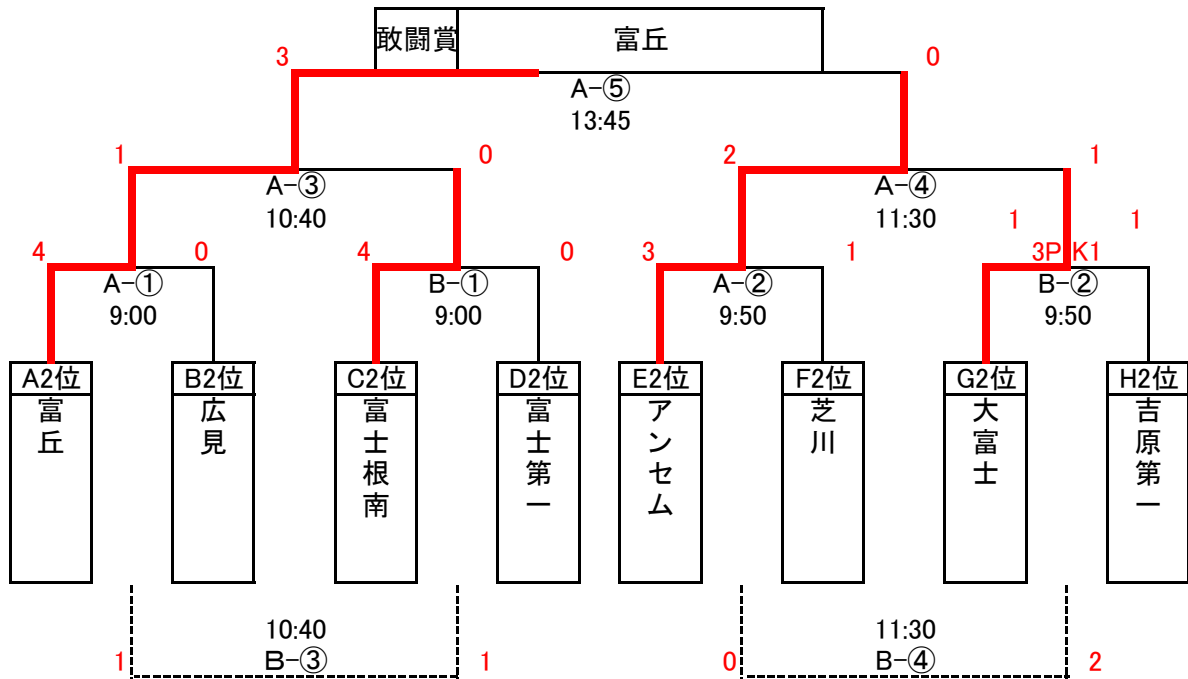 敢闘賞 富丘
3 0
A-⑤
13:45
1 0 2 1
A-③ A-④
10:40 11:30
1 1
4 0 4 0 3 1 3PK1
A-① B-① A-② B-②
9:00 9:00 9:50 9:50
A2位 B2位 C2位 D2位 E2位 F2位 G2位 H2位
富丘 広見 富士根南 富士第一 アンセム 芝川 大富士 吉原第一
10:40 11:30
1 B-③ 1 0 B-④ 2